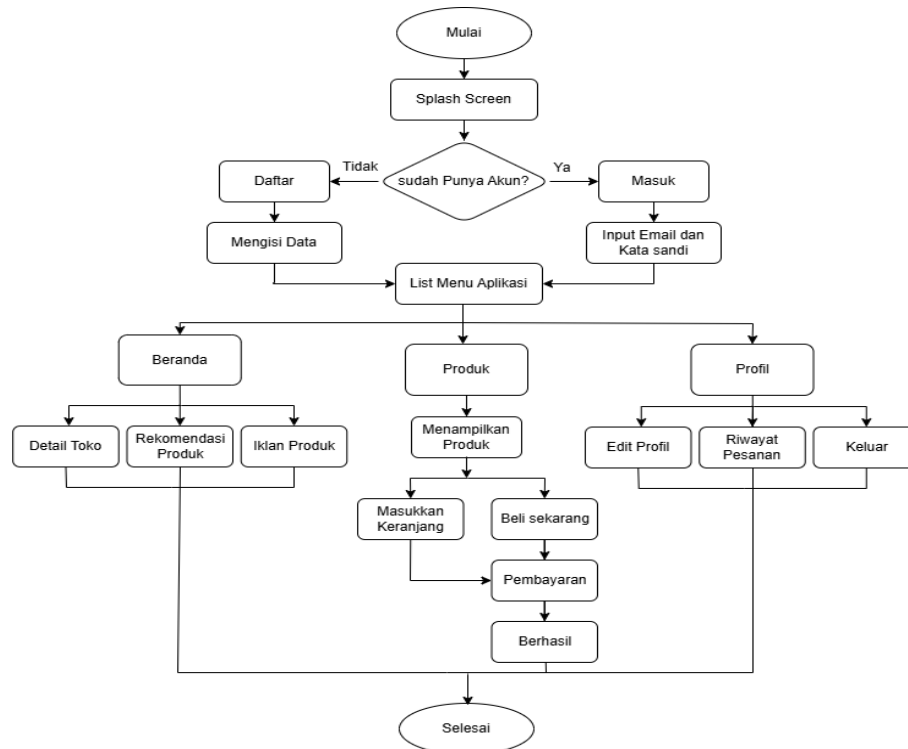 Mulai
Splash Screen
Tidak
sudah Punya Akun?
Ya
Daftar
Masuk
Mengisi Data
Input Email dan
Kata sandi
List Menu Aplikasi
Beranda
Produk
Profil
Detail Toko
Rekomendasi
Produk
Iklan Produk
Menampilkan
Produk
Edit Profil
Riwayat
Pesanan
Keluar
Masukkan
Keranjang
Beli sekarang
Pembayaran
Berhasil
Selesai